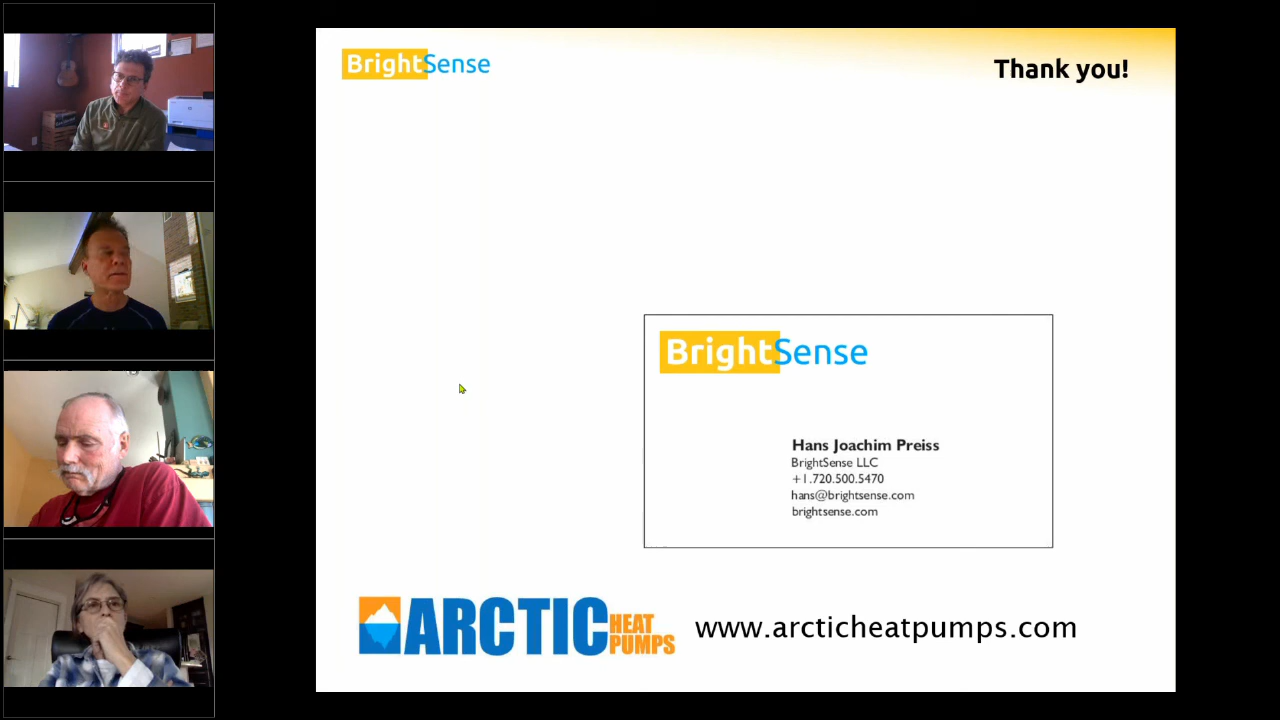 BrightSense
Thank you!
BrightSense
Hans Joachim Preiss
BrightSense LLC
+1.720.500.5470
hans@brightsense.com
brightsense.com
ARCTIC HEAT PUMPS
www.arcticheatpumps.com